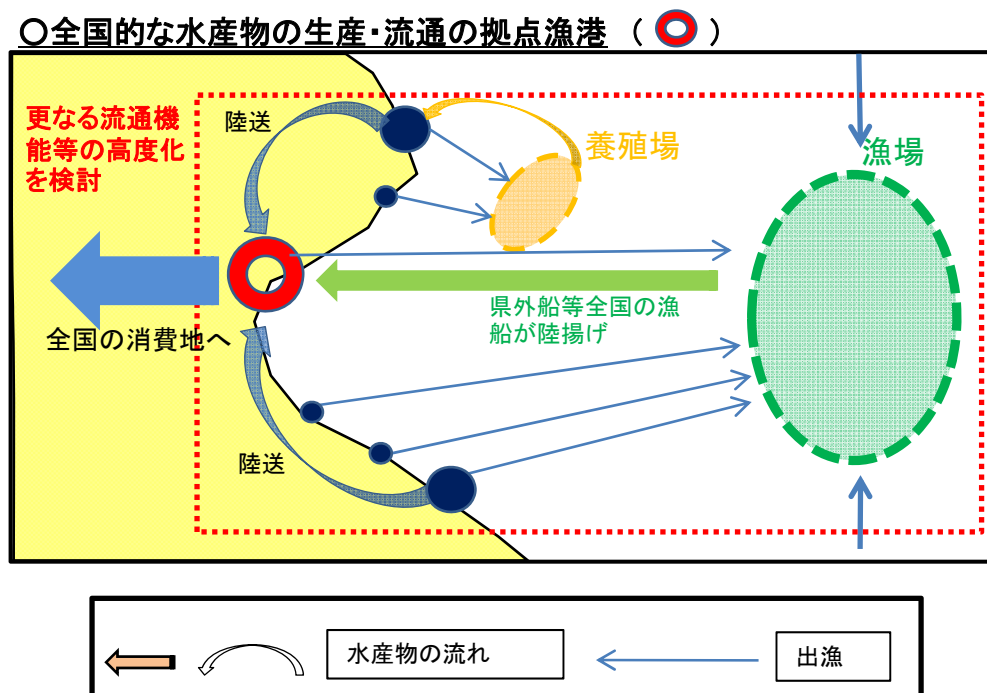 〇全国的な水産物の生産・流通の拠点漁港 （ ）
更なる流通機
能等の高度化
を検討
陸送
養殖場
漁場
県外船等全国の漁
船が陸揚げ
全国の消費地へ
陸送
水産物の流れ
出漁